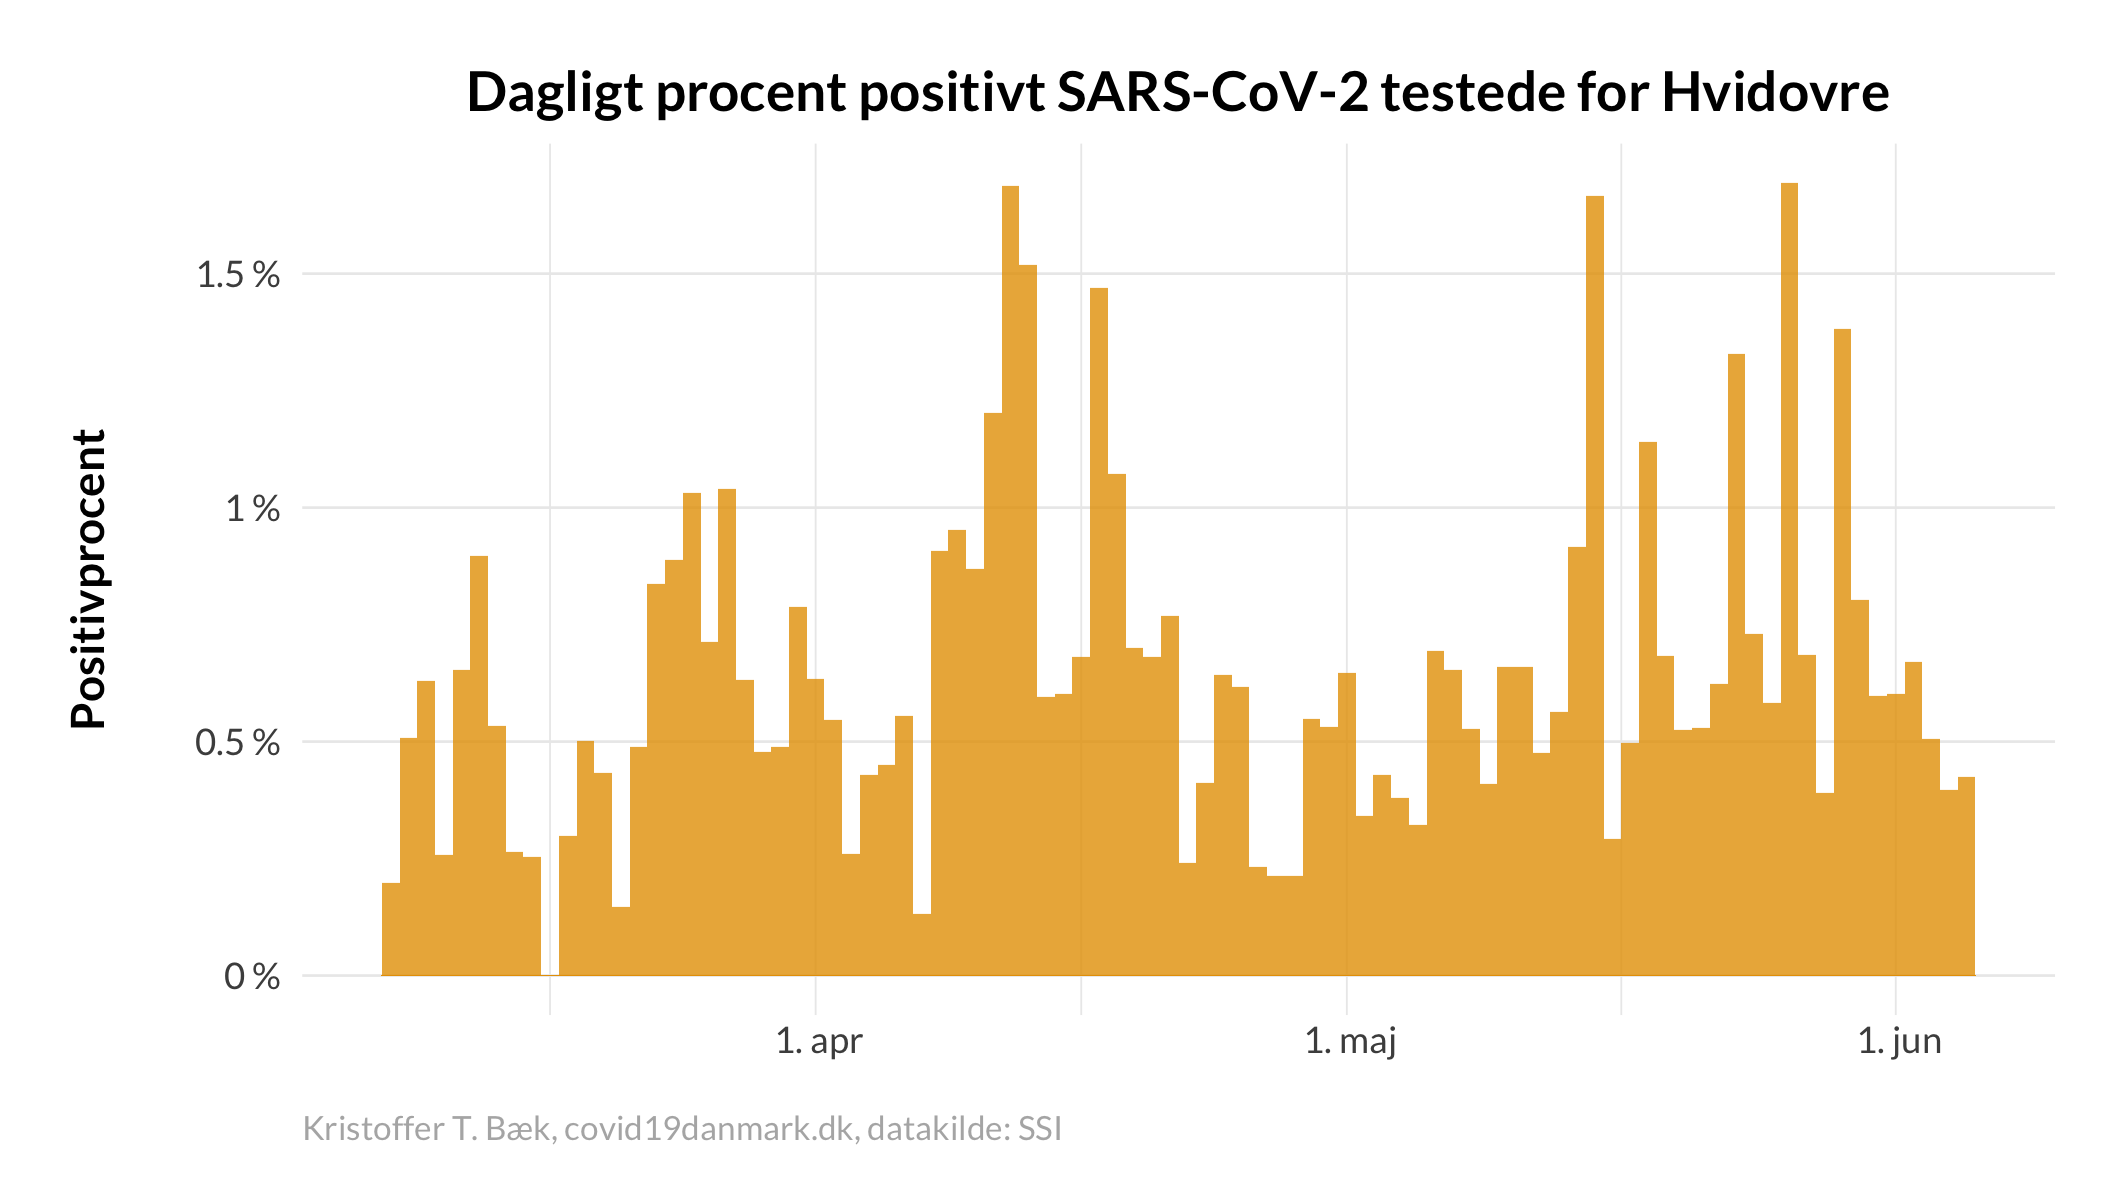 Dagligt procent positivt SARS-CoV-2 testede for Hvidovre
Positivprocent
1.5 %
1 %
0.5 %
0 %
1. apr
1. maj
1. jun
Kristoffer T. Bæk, covid19danmark.dk, datakilde: SSI